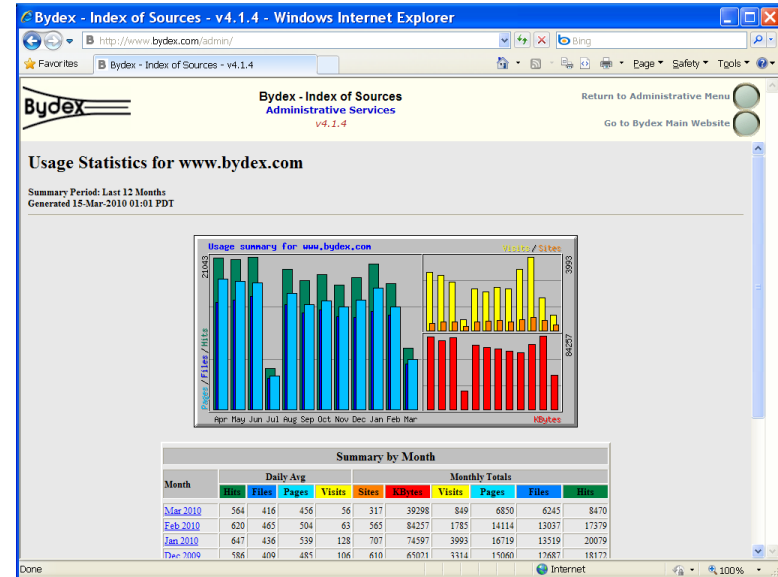 Bydex - Index of Sources - v4.1.4 - Windows Internet Explorer
http://www.bydex.com/admin/
Bing
Favorites
Bydex - Index of Sources - v4.1.4
Page
Safety
Tools
Bydex
Bydex - Index of Sources
Administrative Services
v4.1.4
Return to Administrative Menu
Go to Bydex Main Website
Usage Statistics for www.bydex.com
Summary Period: Last 12 Months
Generated 15-Mar-2010 01:01 PDT
Usage summary for www.bydex.com
Visits/Sites
21043
3993
Pages/Files/Hits
84257
Apr May Jun Jul Aug Sep Oct Nov Dec Jan Feb Mar
KBytes
Summary by Month
Month Daily Avg Monthly Totals
Hits Files Pages Visits Sites KBytes Visits Pages Files Hits
Mar 2010 564 416 456 56 317 39298 849 6850 6245 8470
Feb 2010 620 465 504 63 565 84257 1785 14114 13037 17379
Jan 2010 647 436 539 128 707 74597 3993 16719 13519 20079
Dec 2009 586 409 485 106 610 65021 3314 15060 12687 18172
Done
Internet
100%